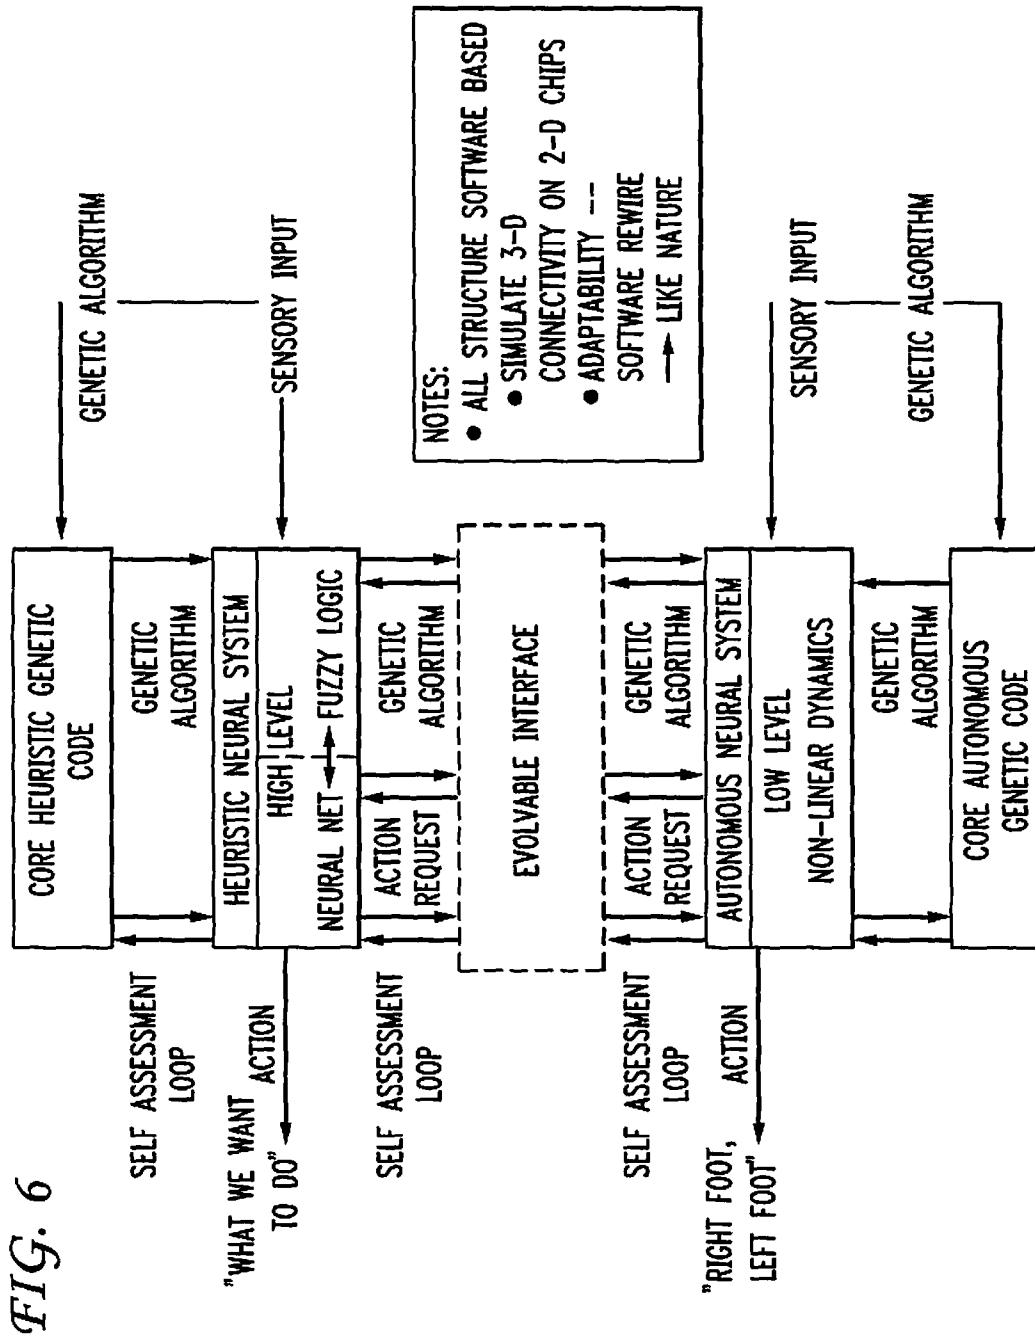 FIG. 6
CORE HEURISTIC GENETIC
CODE
GENETIC ALGORITHM
SELF ASSESSMENT
LOOP
GENETIC
ALGORITHM
HEURISTIC NEURAL SYSTEM
HIGH LEVEL
NEURAL NET
FUZZY LOGIC
SENSORY INPUT
ACTION
"WHAT WE WANT
TO DO"
SELF ASSESSMENT
LOOP
ACTION
REQUEST
GENETIC
ALGORITHM
EVOLVABLE INTERFACE
NOTES:
● ALL STRUCTURE SOFTWARE BASED
● SIMULATE 3-D
CONNECTIVITY ON 2-D CHIPS
● ADAPTABILITY --
SOFTWARE REWIRE
→ LIKE NATURE
SELF ASSESSMENT
LOOP
ACTION
REQUEST
GENETIC
ALGORITHM
AUTONOMOUS NEURAL SYSTEM
LOW LEVEL
NON-LINEAR DYNAMICS
SENSORY INPUT
ACTION
"RIGHT FOOT,
LEFT FOOT"
GENETIC
ALGORITHM
GENETIC ALGORITHM
CORE AUTONOMOUS
GENETIC CODE